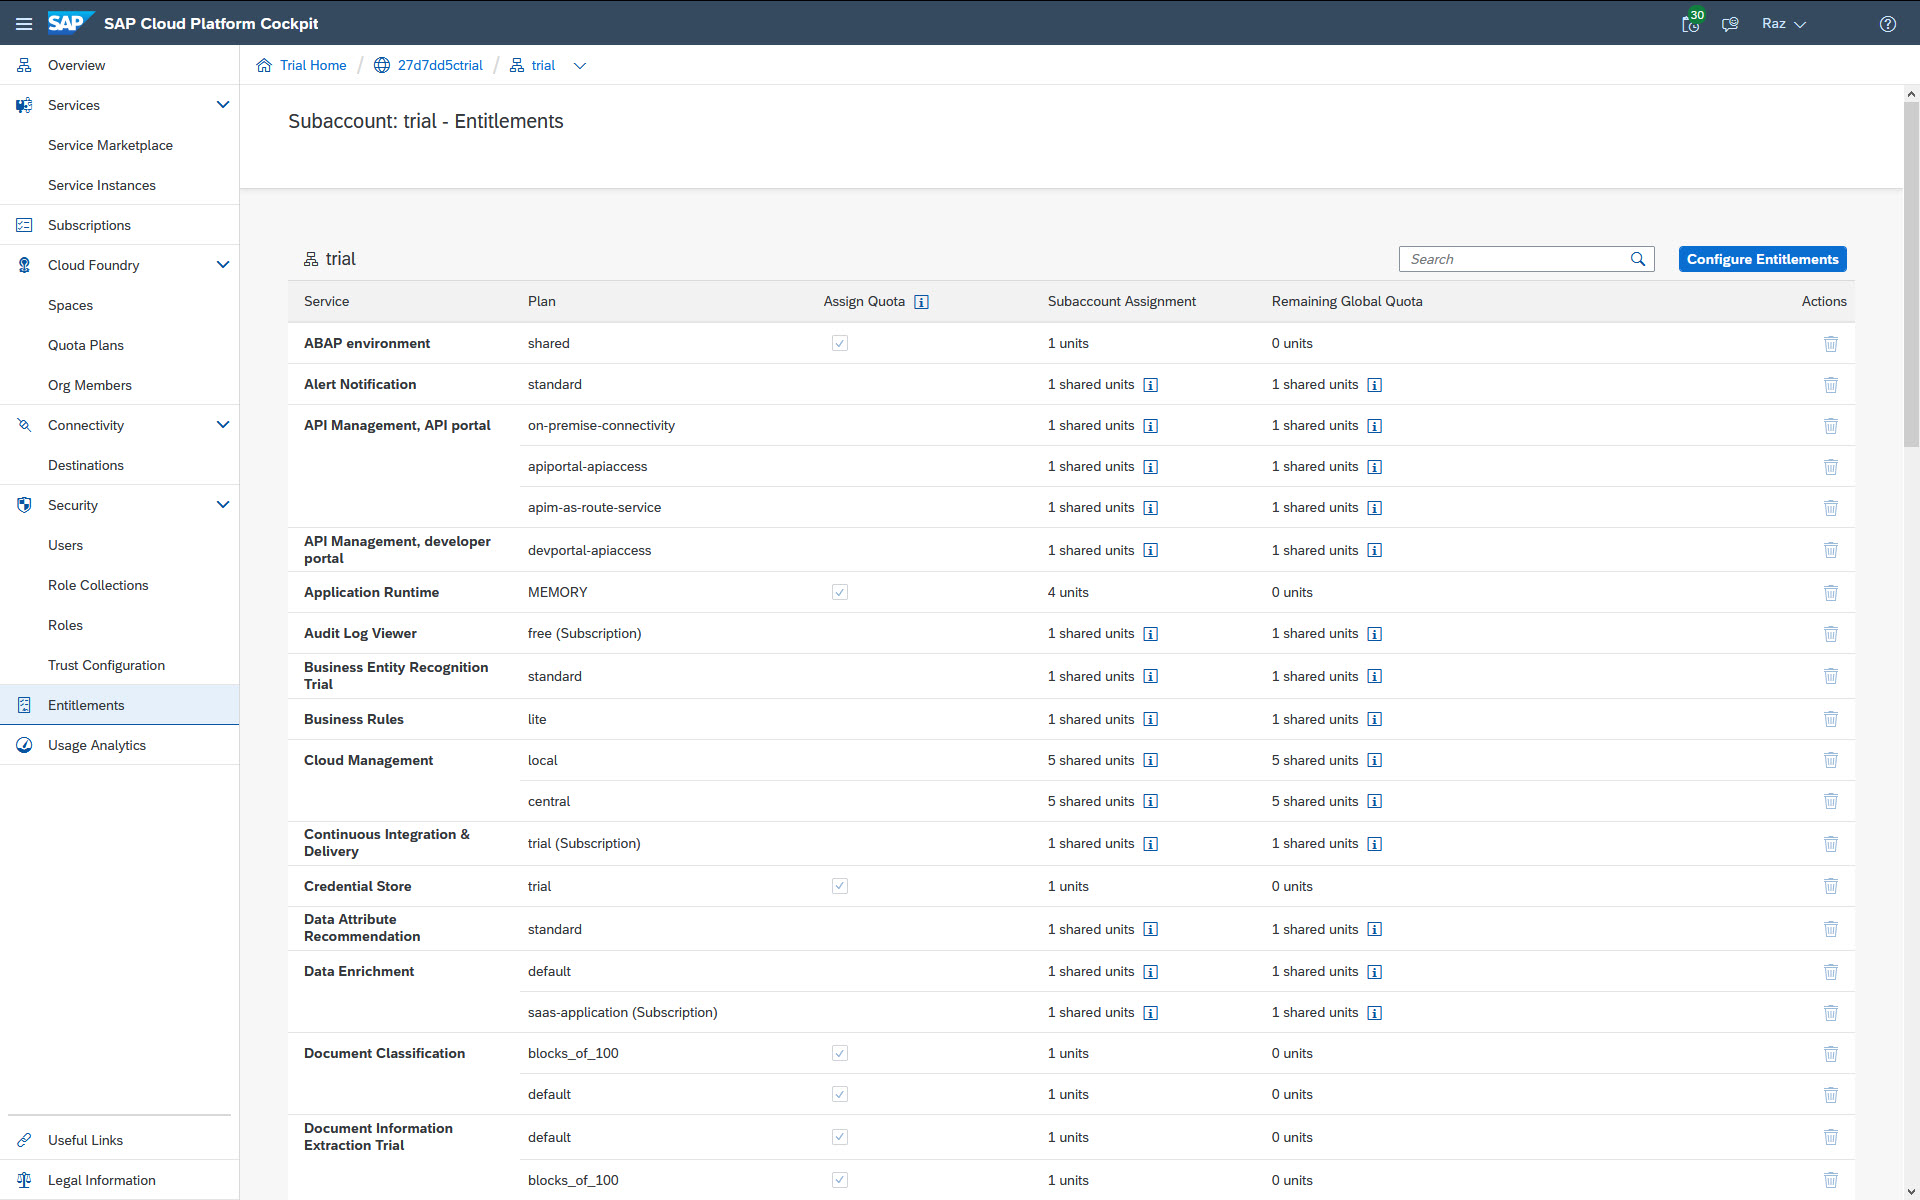 SAP SAP Cloud Platform Cockpit 30 Raz
Overview
Services
Service Marketplace
Service Instances
Subscriptions
Cloud Foundry
Spaces
Quota Plans
Org Members
Connectivity
Destinations
Security
Users
Role Collections
Roles
Trust Configuration
Entitlements
Usage Analytics
Useful Links
Legal Information
Trial Home / 27d7dd5ctrial / trial
Subaccount: trial - Entitlements
trial Search Configure Entitlements
Service Plan Assign Quota Subaccount Assignment Remaining Global Quota Actions
ABAP environment shared 1 units 0 units
Alert Notification standard 1 shared units 1 shared units
API Management, API portal on-premise-connectivity 1 shared units 1 shared units
apiportal-apiaccess 1 shared units 1 shared units
apim-as-route-service 1 shared units 1 shared units
API Management, developer
portal devportal-apiaccess 1 shared units 1 shared units
Application Runtime MEMORY 4 units 0 units
Audit Log Viewer free (Subscription) 1 shared units 1 shared units
Business Entity Recognition
Trial standard 1 shared units 1 shared units
Business Rules lite 1 shared units 1 shared units
Cloud Management local 5 shared units 5 shared units
central 5 shared units 5 shared units
Continuous Integration &
Delivery trial (Subscription) 1 shared units 1 shared units
Credential Store trial 1 units 0 units
Data Attribute
Recommendation standard 1 shared units 1 shared units
Data Enrichment default 1 shared units 1 shared units
saas-application (Subscription) 1 shared units 1 shared units
Document Classification blocks_of_100 1 units 0 units
default 1 units 0 units
Document Information
Extraction Trial default 1 units 0 units
blocks_of_100 1 units 0 units